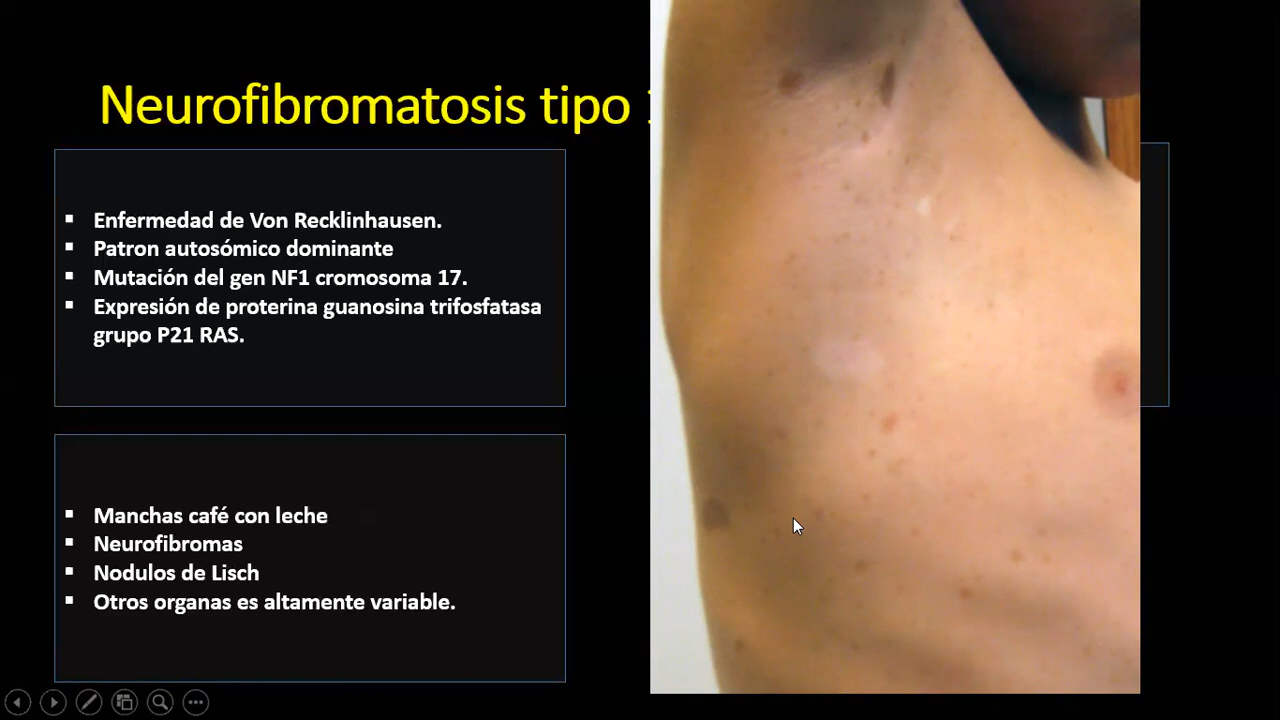 Neurofibromatosis tipo
Enfermedad de Von Recklinhausen.
Patron autosómico dominante
Mutación del gen NF1 cromosoma 17.
Expresión de proterina guanosina trifosfatasa
grupo P21 RAS.
Manchas café con leche
Neurofibromas
Nodulos de Lisch
Otros organas es altamente variable.